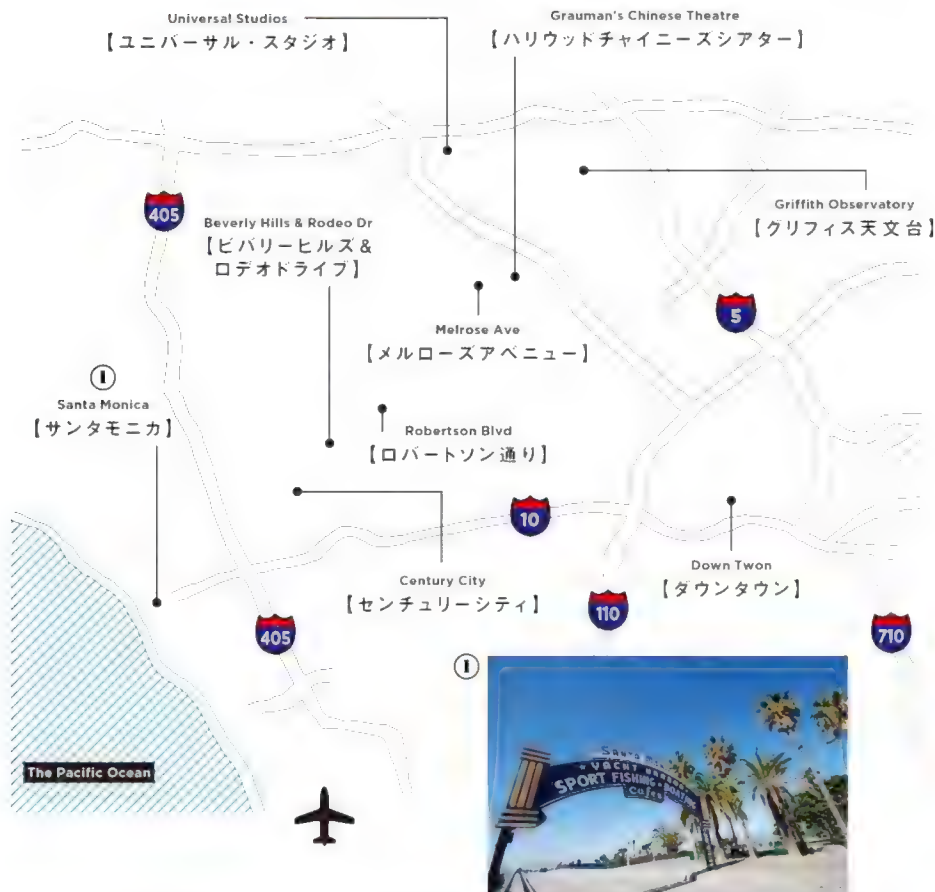 Universal Studios
【ユニバーサル・スタジオ】
Grauman's Chinese Theatre
【ハリウッドチャイニーズシアター】
405
Beverly Hills & Rodeo Dr
【ビバリーヒルズ&
ロデオドライブ】
Griffith Observatory
【グリフィス天文台】
5
Melrose Ave
【メルローズアベニュー】
I
Santa Monica
【サンタモニカ】
Robertson Blvd
【ロバートソン通り】
10
Century City
【センチュリーシティ】
Down Twon
【ダウンタウン】
405
110
710
The Pacific Ocean
I
Santa
★ YACHT HARBOR
SPORT FISHING • BOATING
Cafes